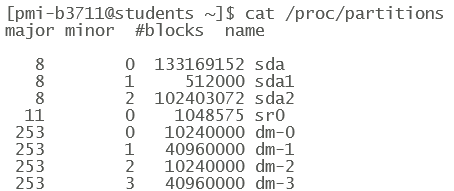 [pmi-b3711@students ~]$ cat /proc/partitions
major minor  #blocks  name

   8        0  133169152 sda
   8        1     512000 sda1
   8        2  102403072 sda2
  11        0    1048575 sr0
 253        0   10240000 dm-0
 253        1   40960000 dm-1
 253        2   10240000 dm-2
 253        3   40960000 dm-3